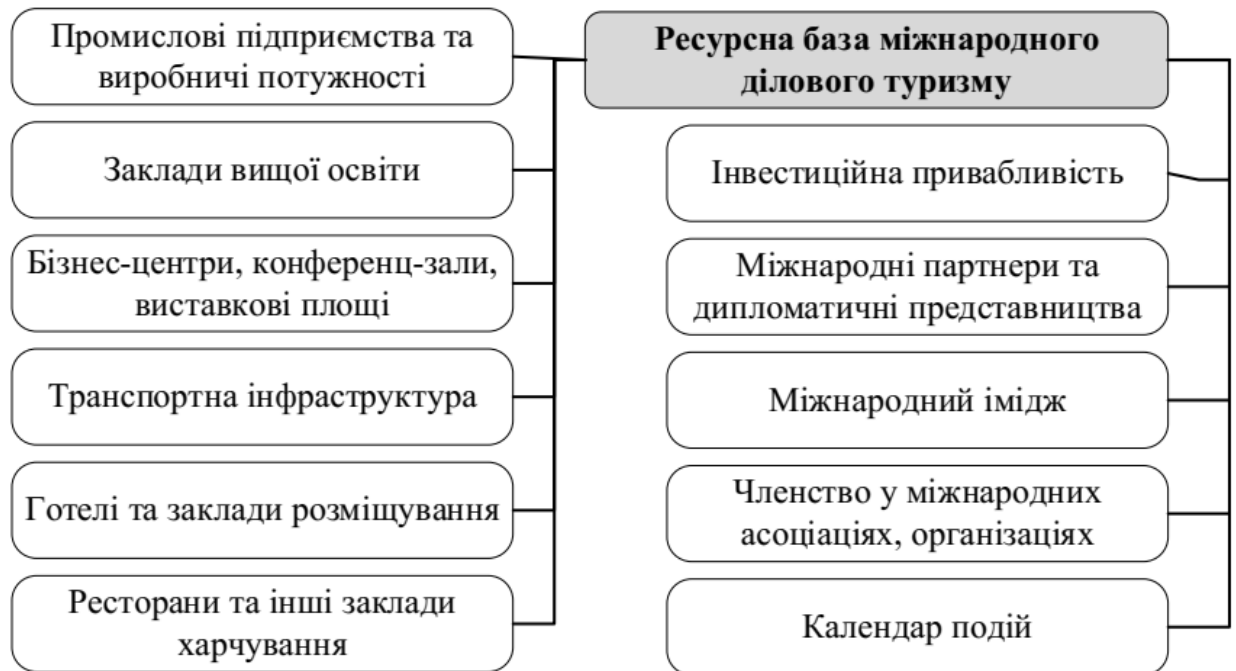 Ресурсна база міжнародного
ділового туризму
Промислові підприємства та
виробничі потужності
Заклади вищої освіти
Бізнес-центри, конференц-зали,
виставкові площі
Транспортна інфраструктура
Готелі та заклади розміщування
Ресторани та інші заклади
харчування
Інвестиційна привабливість
Міжнародні партнери та
дипломатичні представництва
Міжнародний імідж
Членство у міжнародних
асоціаціях, організаціях
Календар подій